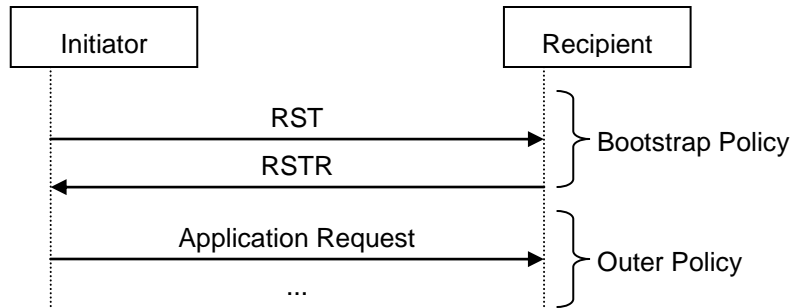 Initiator
Recipient
RST
Bootstrap Policy
RSTR
Application Request
Outer Policy
...